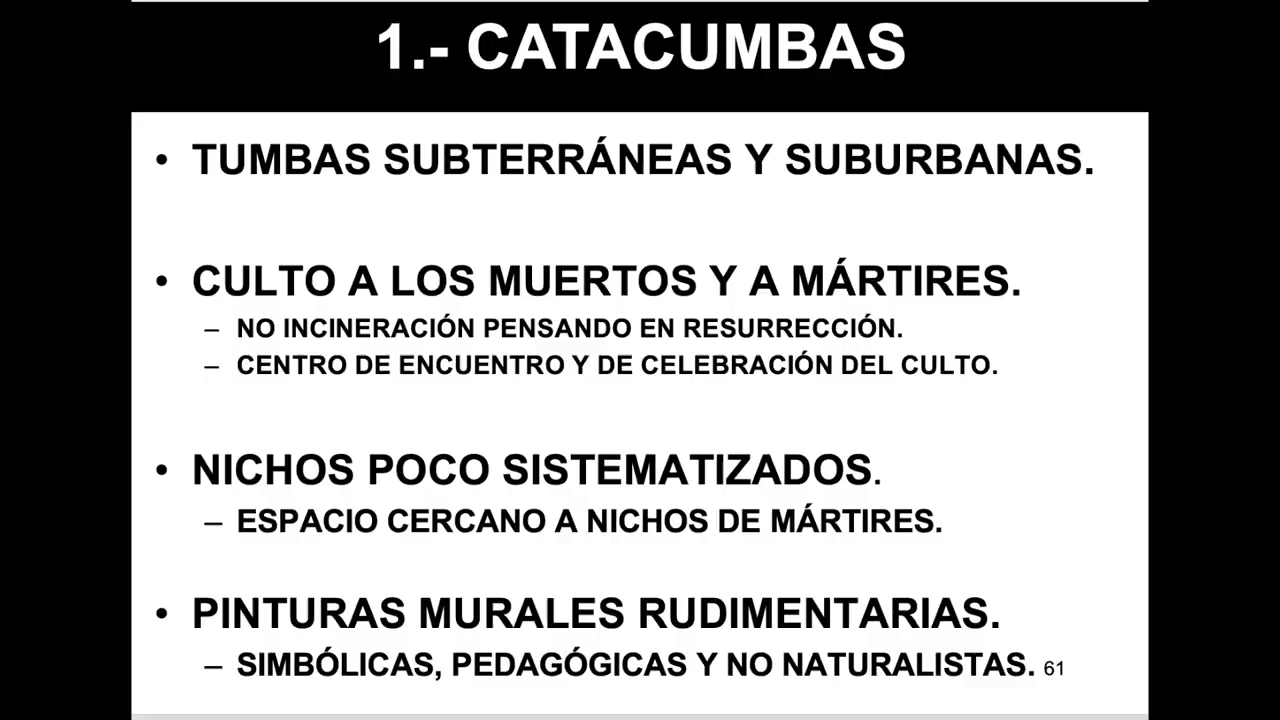 1.- CATACUMBAS
• TUMBAS SUBTERRÁNEAS Y SUBURBANAS.
• CULTO A LOS MUERTOS Y A MÁRTIRES.
– NO INCINERACIÓN PENSANDO EN RESURRECCIÓN.
– CENTRO DE ENCUENTRO Y DE CELEBRACIÓN DEL CULTO.
• NICHOS POCO SISTEMATIZADOS.
– ESPACIO CERCANO A NICHOS DE MÁRTIRES.
• PINTURAS MURALES RUDIMENTARIAS.
– SIMBÓLICAS, PEDAGÓGICAS Y NO NATURALISTAS. 61